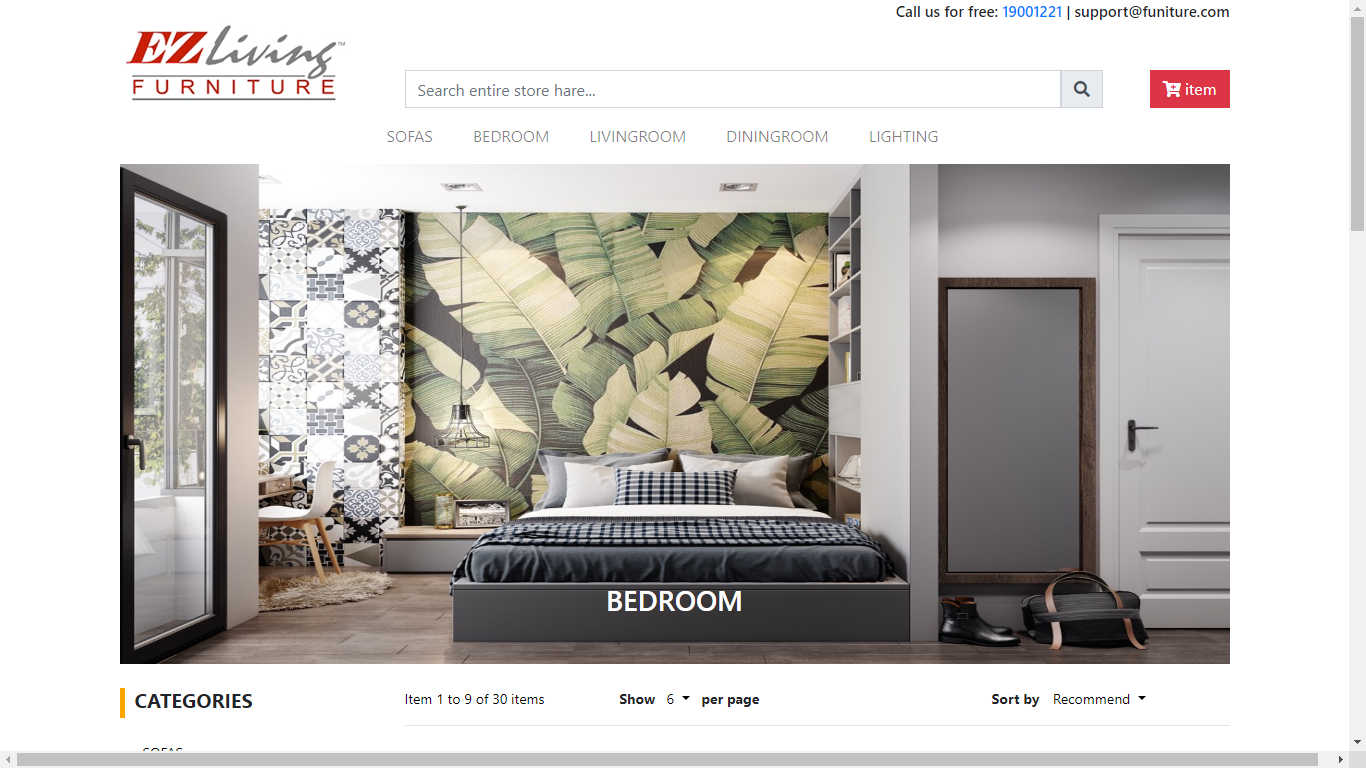 Call us for free: 19001221 | support@funiture.com
EZ Living™
FURNITURE
Search entire store hare...
item
SOFAS BEDROOM LIVINGROOM DININGROOM LIGHTING
BEDROOM
CATEGORIES
Item 1 to 9 of 30 items Show 6 per page Sort by Recommend
SOFAS